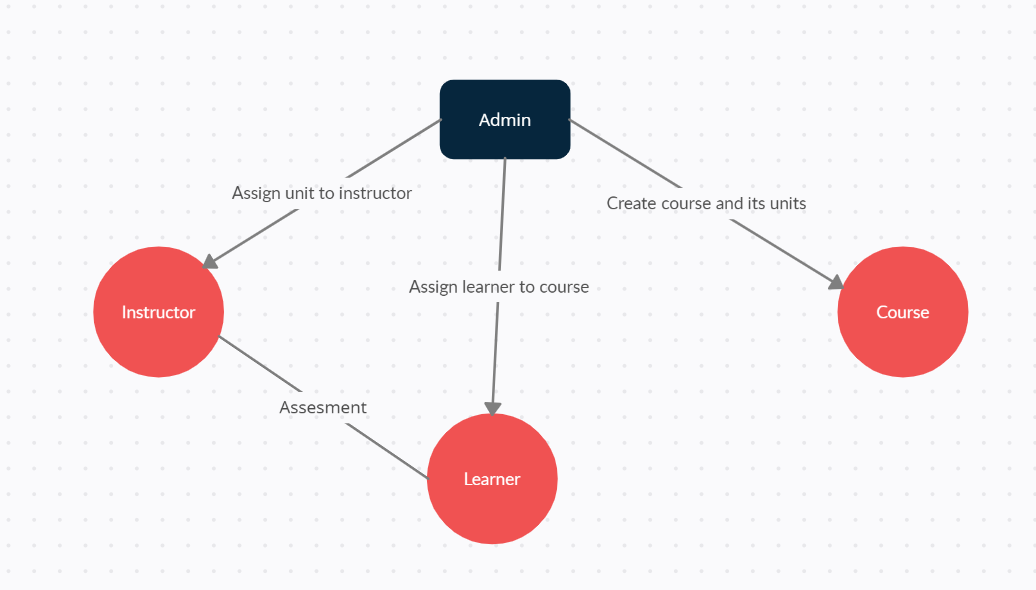 Admin
Assign unit to instructor
Create course and its units
Assign learner to course
Instructor
Course
Assesment
Learner